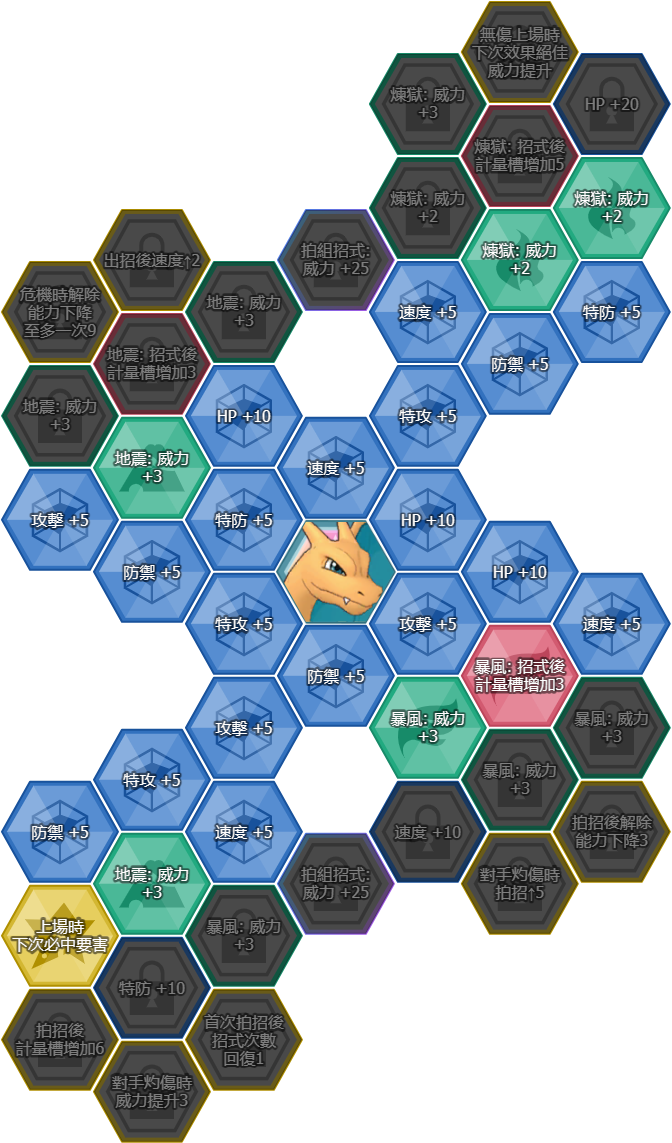 無傷上場時
下次效果絕佳
威力提升
煉獄: 威力
+3
HP +20
煉獄: 招式後
計量槽增加5
煉獄: 威力
+2
煉獄: 威力
+2
出招後速度↑2
拍組招式:
威力 +25
煉獄: 威力
+2
危機時解除
能力下降
至多一次9
地震: 威力
+3
速度 +5
特防 +5
地震: 招式後
計量槽增加3
防禦 +5
地震: 威力
+3
HP +10
特攻 +5
地震: 威力
+3
速度 +5
攻擊 +5
特防 +5
HP +10
防禦 +5
HP +10
特攻 +5
攻擊 +5
速度 +5
防禦 +5
暴風: 招式後
計量槽增加3
攻擊 +5
暴風: 威力
+3
暴風: 威力
+3
特攻 +5
暴風: 威力
+3
防禦 +5
速度 +5
速度 +10
拍招後解除
能力下降3
地震: 威力
+3
拍組招式:
威力 +25
對手灼傷時
拍招↑5
上場時
下次必中要害
暴風: 威力
+3
特防 +10
拍招後
計量槽增加6
首次拍招後
招式次數
回復1
對手灼傷時
威力提升3